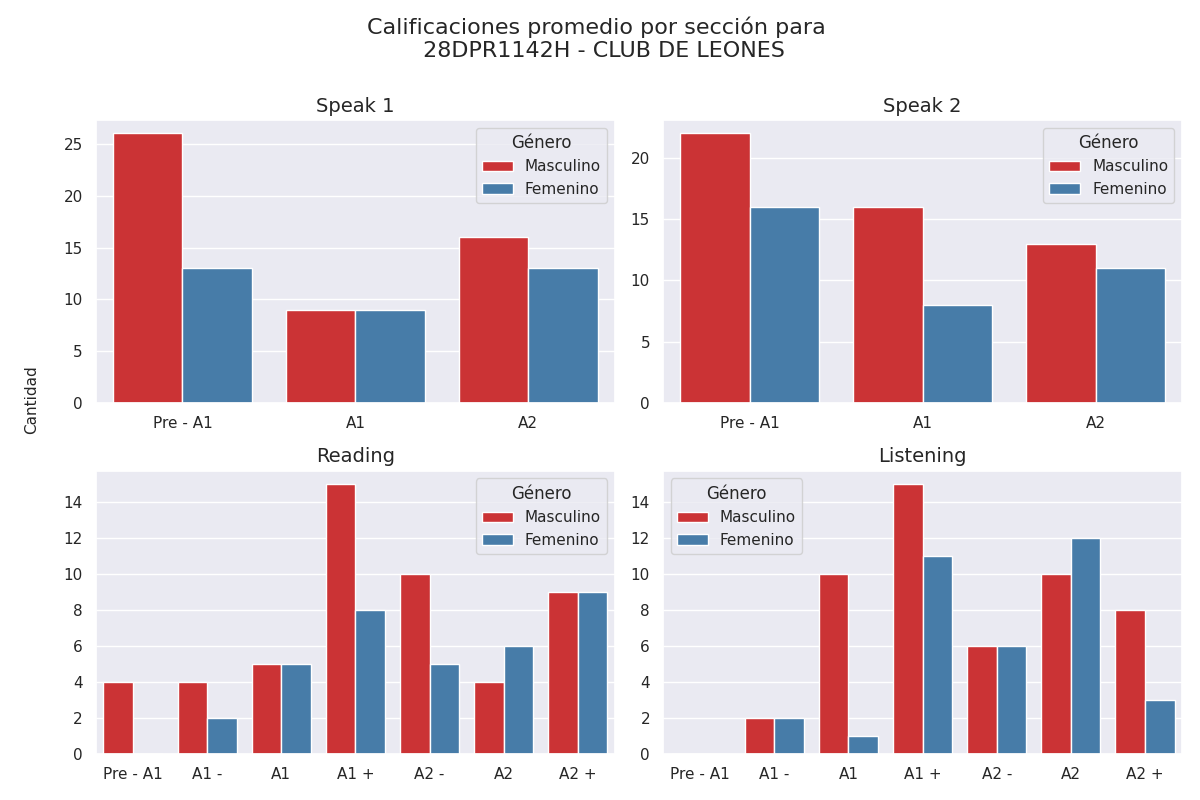 Calificaciones promedio por sección para
28DPR1142H - CLUB DE LEONES
Cantidad
Speak 1
25
20
15
10
5
0
Género
Masculino
Femenino
Pre - A1
A1
A2
Speak 2
20
15
10
5
0
Género
Masculino
Femenino
Pre - A1
A1
A2
Reading
14
12
10
8
6
4
2
0
Género
Masculino
Femenino
Pre - A1
A1 -
A1
A1 +
A2 -
A2
A2 +
Listening
14
12
10
8
6
4
2
0
Género
Masculino
Femenino
Pre - A1
A1 -
A1
A1 +
A2 -
A2
A2 +